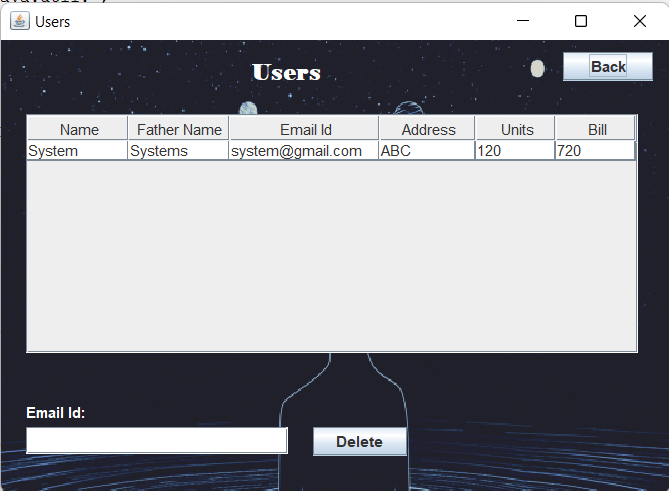 Users
Users
Back
Name Father Name Email Id Address Units Bill
System Systems system@gmail.com ABC 120 720
Email Id:
Delete